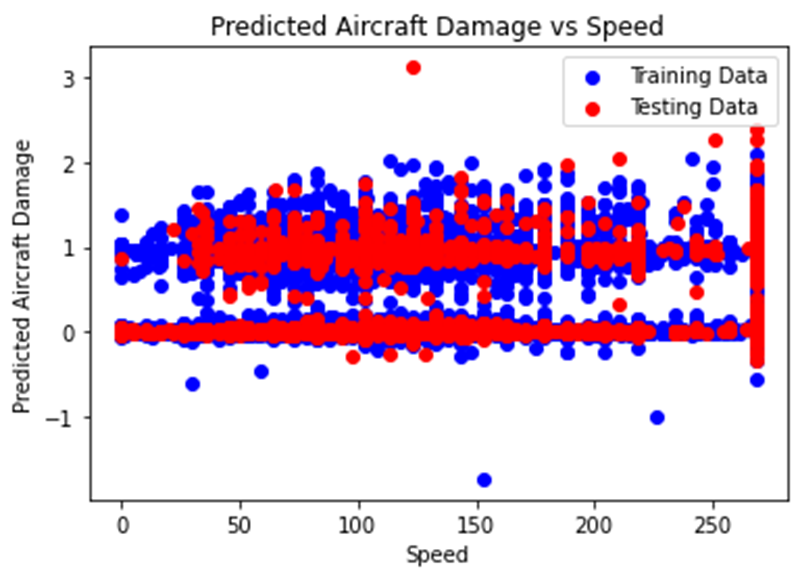 Predicted Aircraft Damage vs Speed
Training Data
Testing Data
Predicted Aircraft Damage
3
2
1
0
−1
0 50 100 150 200 250
Speed